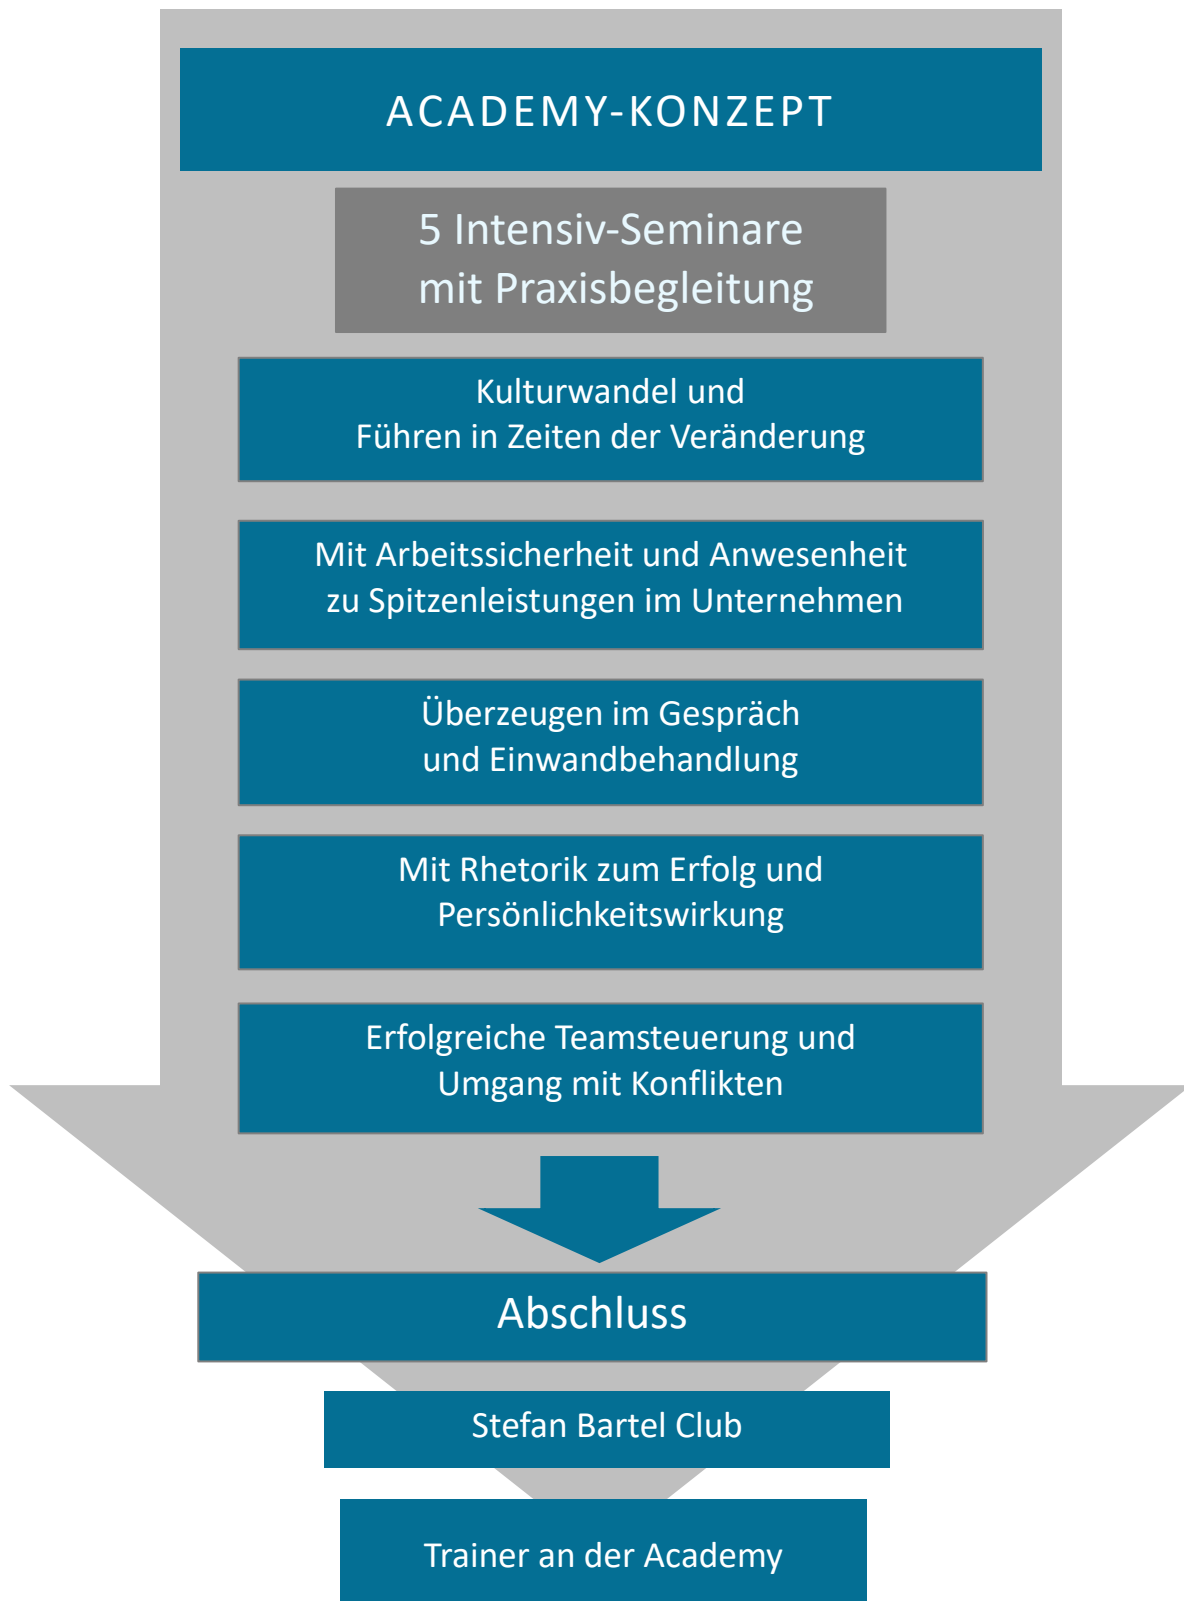 ACADEMY-KONZEPT
5 Intensiv-Seminare
mit Praxisbegleitung
Kulturwandel und
Führen in Zeiten der Veränderung
Mit Arbeitssicherheit und Anwesenheit
zu Spitzenleistungen im Unternehmen
Überzeugen im Gespräch
und Einwandbehandlung
Mit Rhetorik zum Erfolg und
Persönlichkeitswirkung
Erfolgreiche Teamsteuerung und
Umgang mit Konflikten
Abschluss
Stefan Bartel Club
Trainer an der Academy